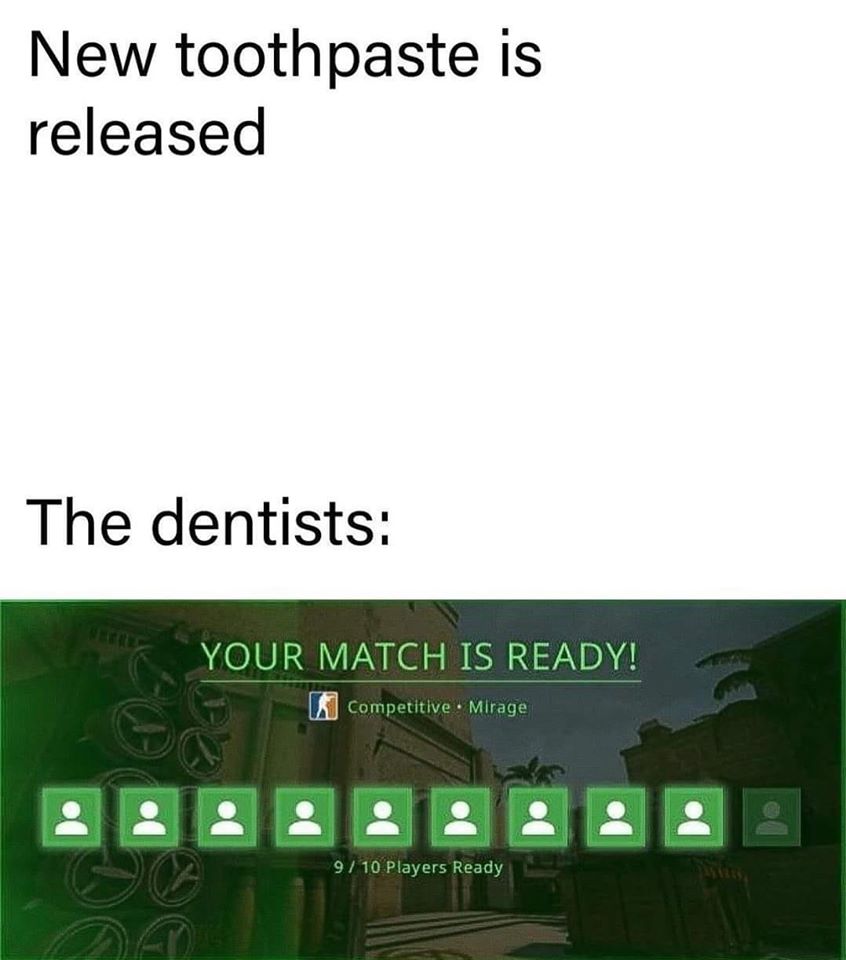 New toothpaste is
released
The dentists:
YOUR MATCH IS READY!
Competitive • Mirage
9 / 10 Players Ready